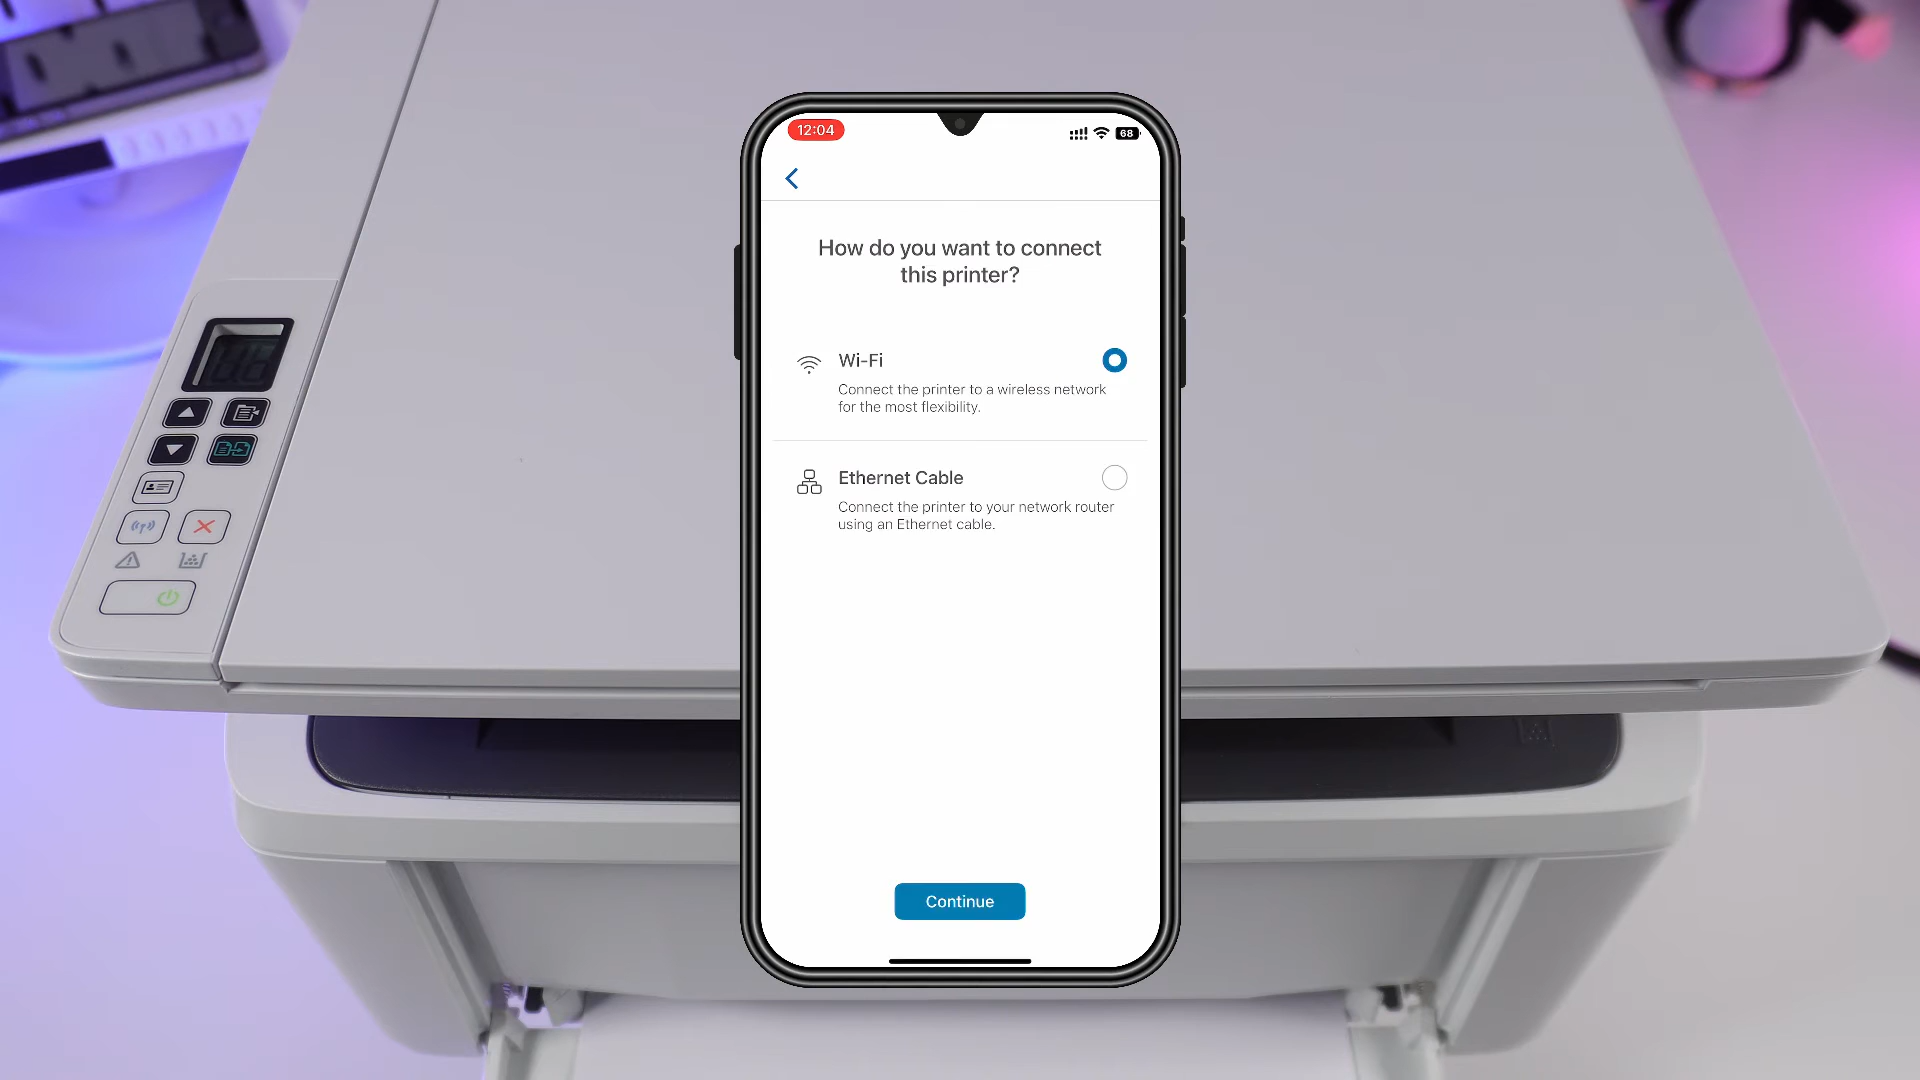 12:04
68
How do you want to connect
this printer?
Wi-Fi
Connect the printer to a wireless network
for the most flexibility.
Ethernet Cable
Connect the printer to your network router
using an Ethernet cable.
Continue